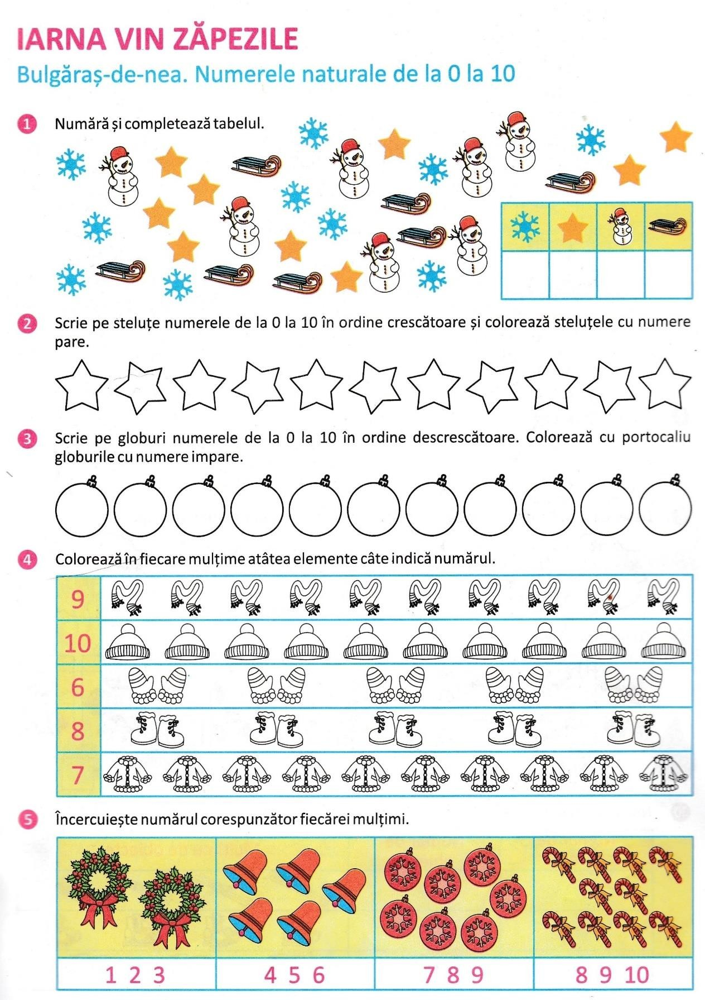 IARNA VIN ZĂPEZILE
Bulgăraș-de-nea. Numerele naturale de la 0 la 10
1 Numără și completează tabelul.
2 Scrie pe steluțe numerele de la 0 la 10 în ordine crescătoare și colorează steluțele cu numere
pare.
3 Scrie pe globuri numerele de la 0 la 10 în ordine descrescătoare. Colorează cu portocaliu
globurile cu numere impare.
4 Colorează în fiecare mulțime atâtea elemente câte indică numărul.
9
10
6
8
7
5 Încercuiește numărul corespunzător fiecărei mulțimi.
1 2 3 4 5 6 7 8 9 8 9 10